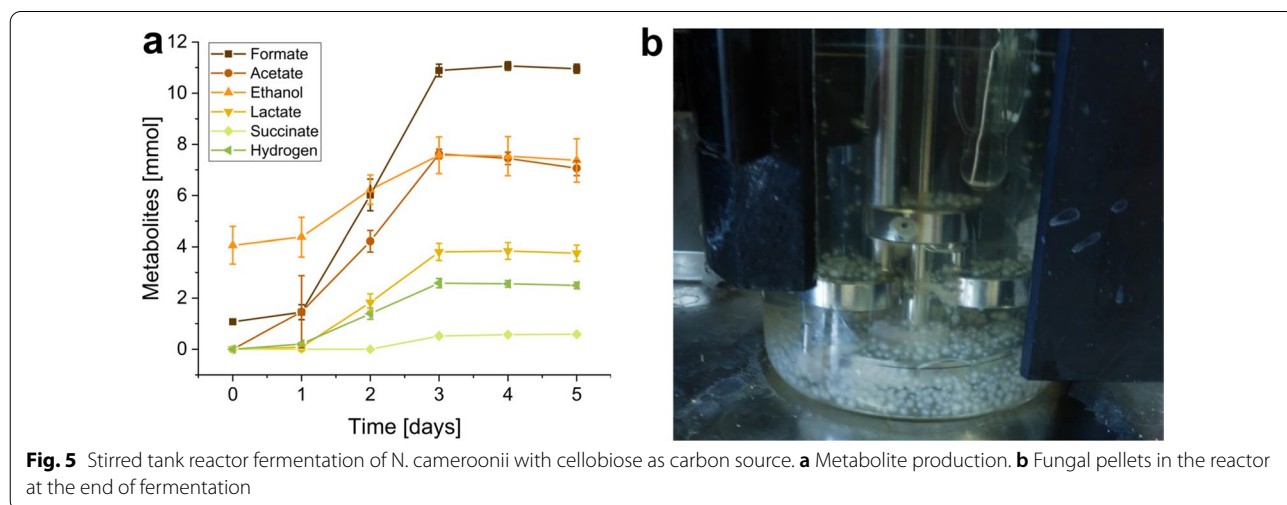 a
b
12
10
8
6
4
2
0
Metabolites [mmol]
Formate
Acetate
Ethanol
Lactate
Succinate
Hydrogen
0 1 2 3 4 5
Time [days]
Fig. 5 Stirred tank reactor fermentation of N. cameroonii with cellobiose as carbon source. a Metabolite production. b Fungal pellets in the reactor
at the end of fermentation